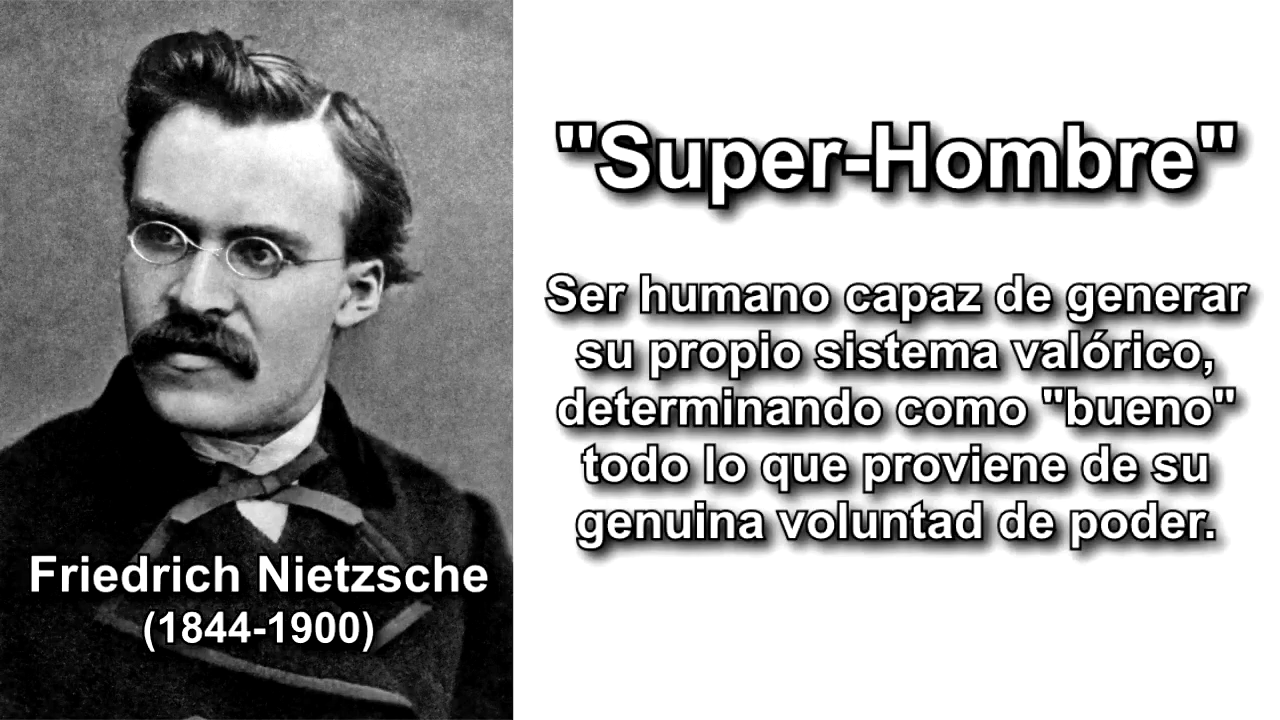 Friedrich Nietzsche
(1844-1900)
"Super-Hombre"
Ser humano capaz de generar
su propio sistema valórico,
determinando como "bueno"
todo lo que proviene de su
genuina voluntad de poder.